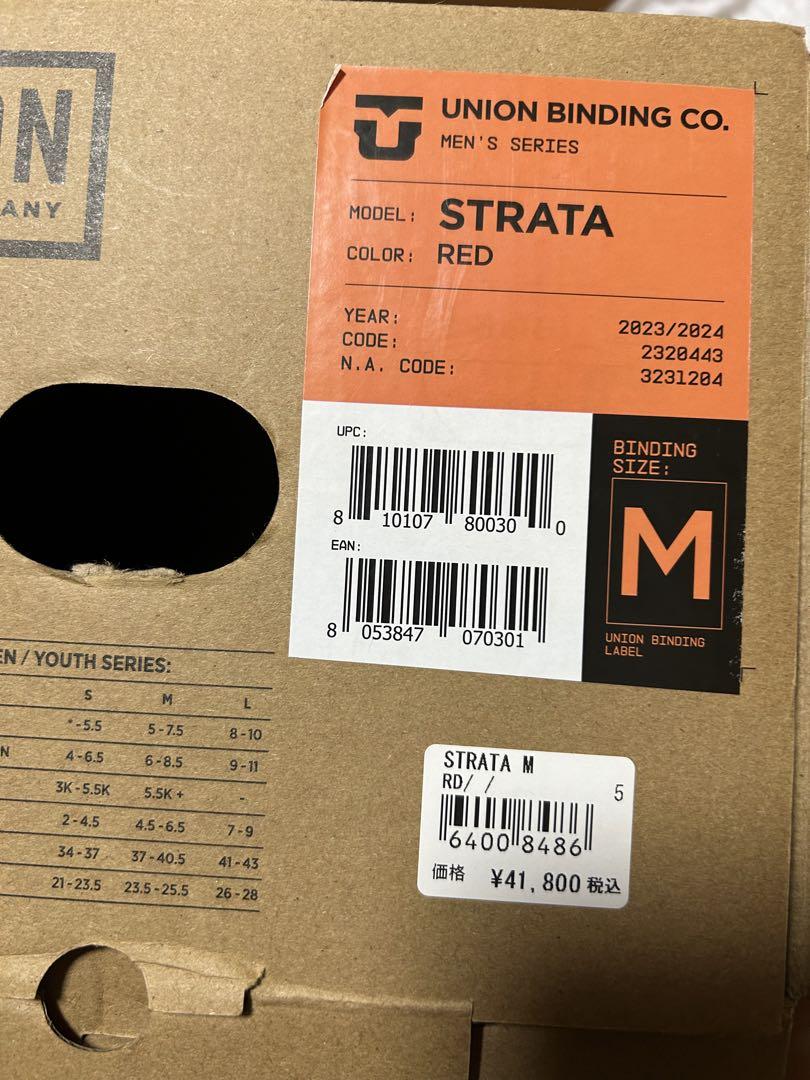 ON
ANY
UNION BINDING CO.
MEN'S SERIES
MODEL: STRATA
COLOR: RED
YEAR: 2023/2024
CODE: 2320443
N.A. CODE: 3231204
UPC:
8 10107 80030 0
EAN:
8 053847 070301
BINDING
SIZE:
M
UNION BINDING
LABEL
EN / YOUTH SERIES:
S M L
*-5.5 5-7.5 8-10
N 4-6.5 6-8.5 9-11
3K-5.5K 5.5K+ -
2-4.5 4.5-6.5 7-9
34-37 37-40.5 41-43
21-23.5 23.5-25.5 26-28
STRATA M
RD/ / 5
6400 8486
価格 ¥41,800 税込